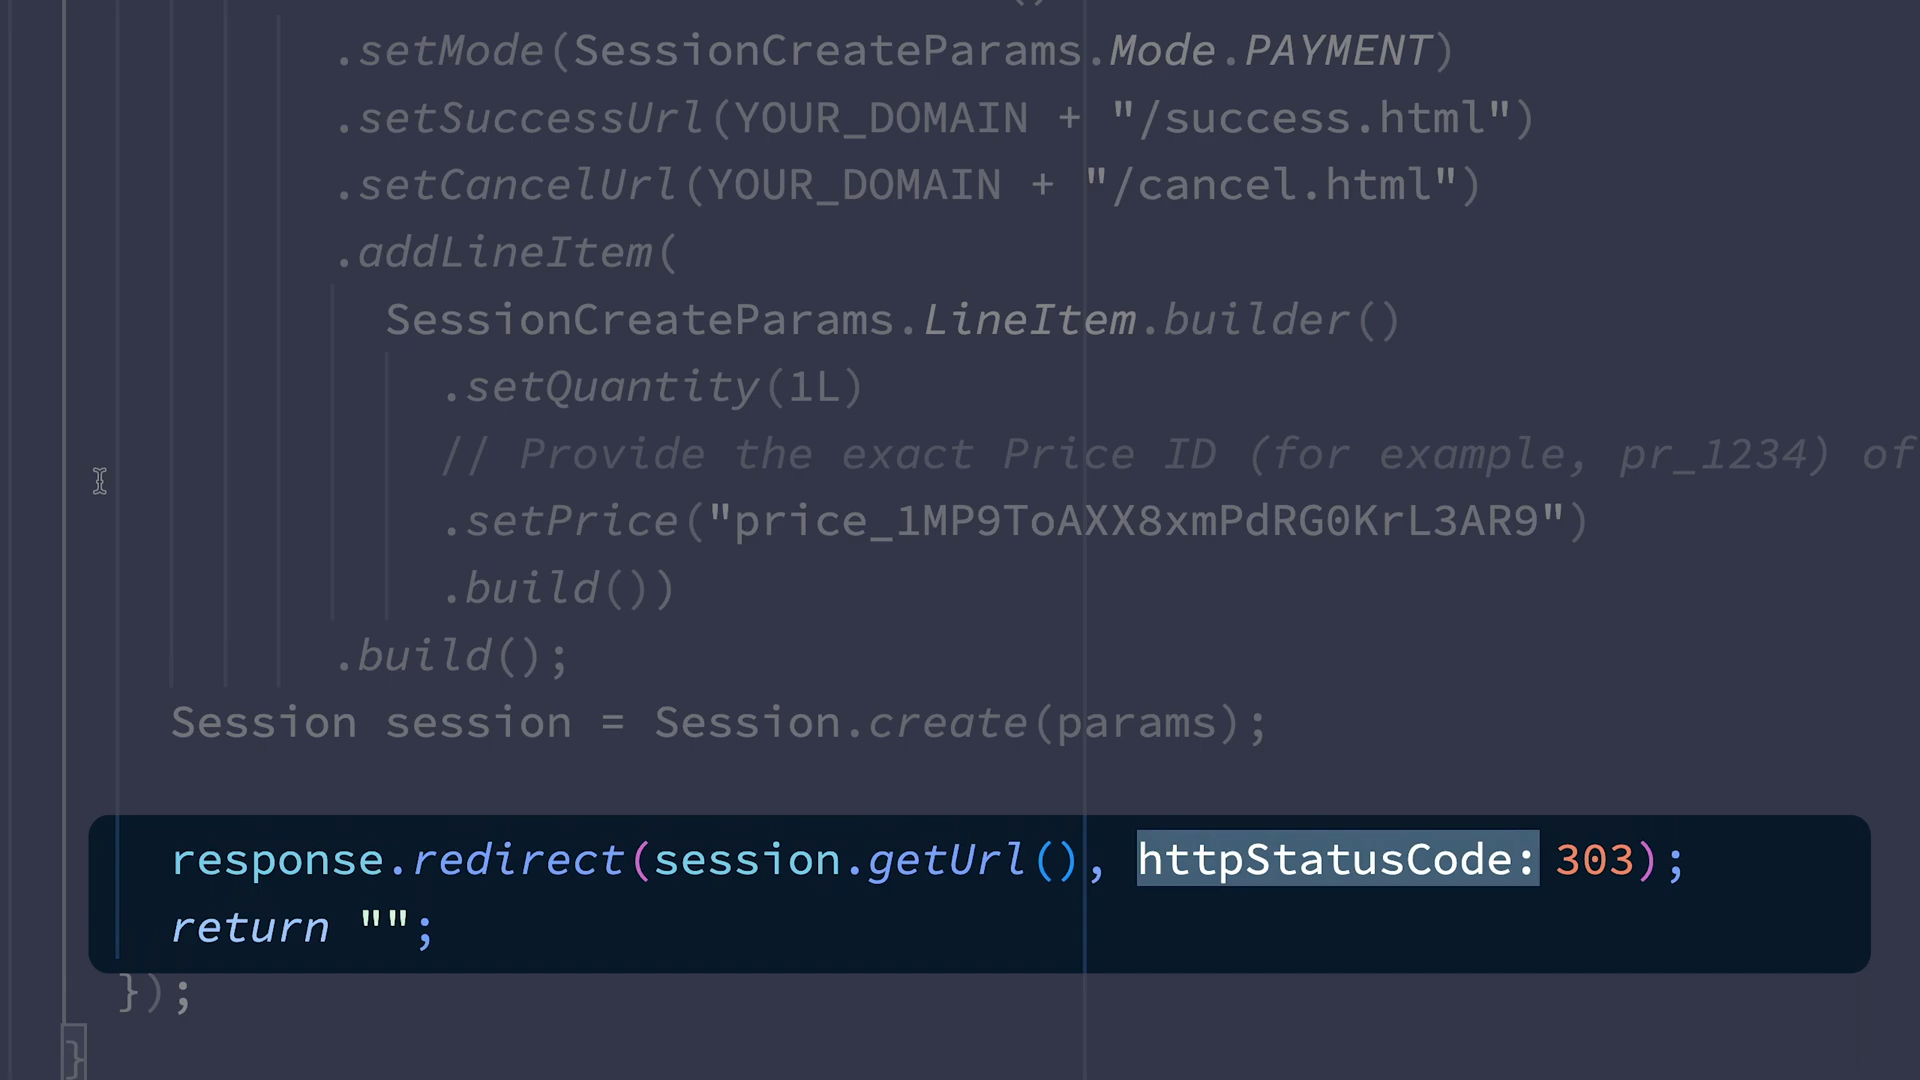 ()
.setMode(SessionCreateParams.Mode.PAYMENT)
.setSuccessUrl(YOUR_DOMAIN + "/success.html")
.setCancelUrl(YOUR_DOMAIN + "/cancel.html")
.addLineItem(
SessionCreateParams.LineItem.builder()
.setQuantity(1L)
// Provide the exact Price ID (for example, pr_1234) of
.setPrice("price_1MP9ToAXX8xmPdRG0KrL3AR9")
.build())
.build();
Session session = Session.create(params);
response.redirect(session.getUrl(), httpStatusCode: 303);
return "";
});
}